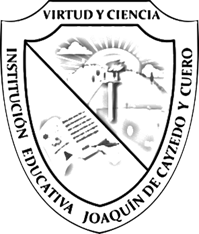 VIRTUD Y CIENCIA
INSTITUCIÓN EDUCATIVA JOAQUÍN DE CAYZEDO Y CUERO